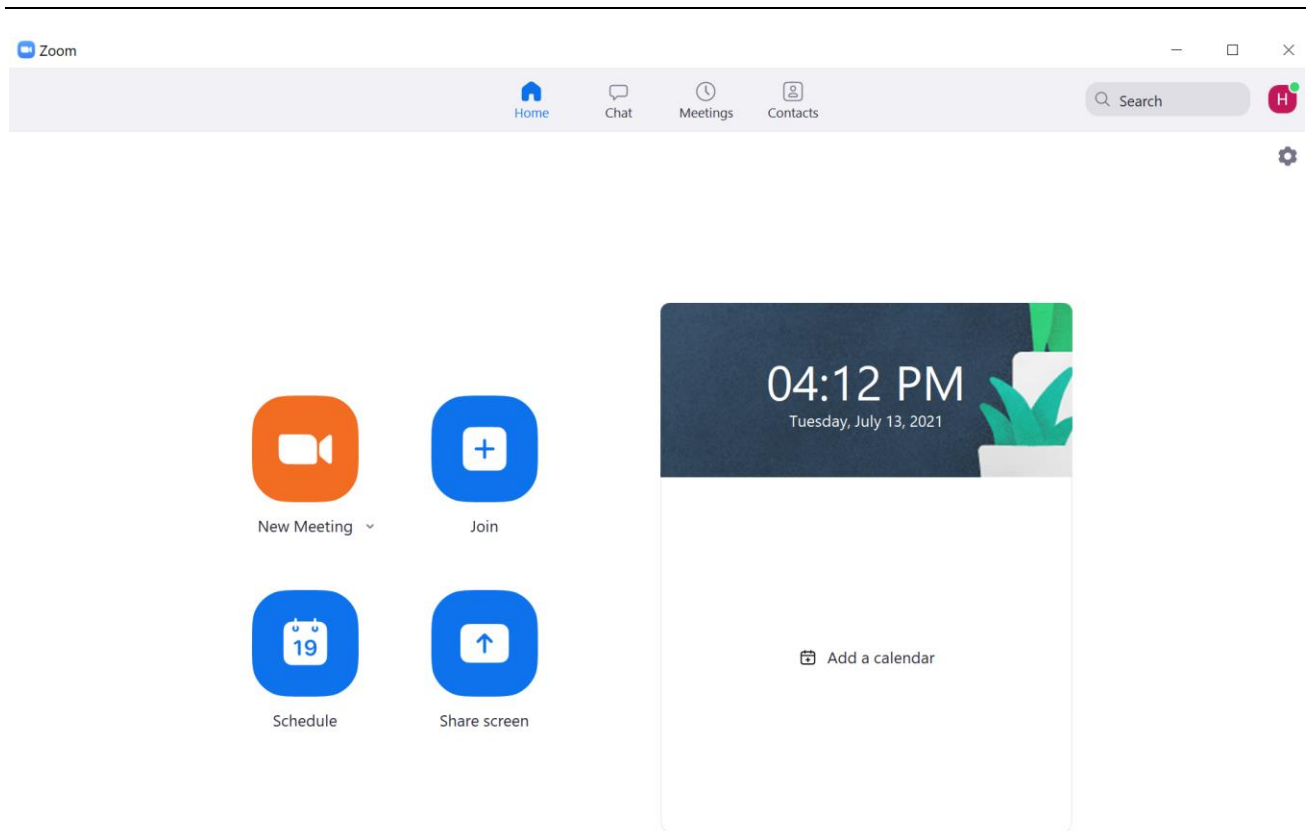 Zoom
Home Chat Meetings Contacts
Search
H
04:12 PM
Tuesday, July 13, 2021
New Meeting Join
19
Schedule Share screen
Add a calendar